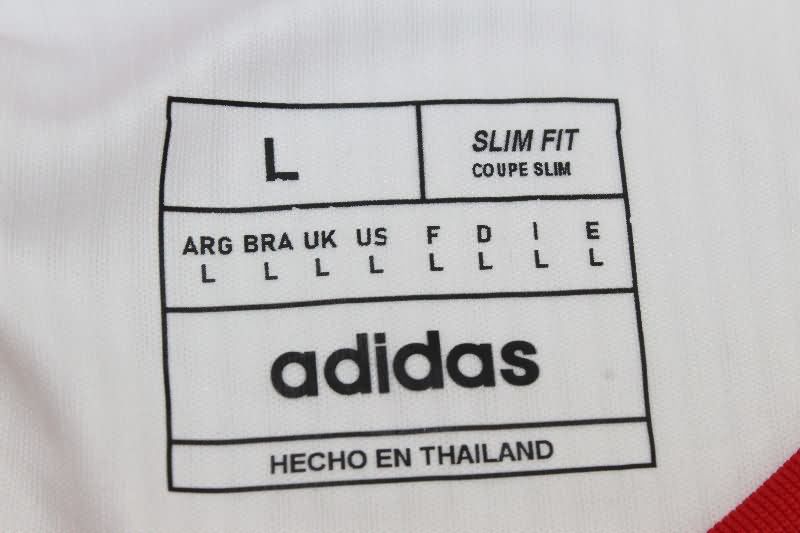 L
SLIM FIT
COUPE SLIM
ARG BRA UK US F D I E
L L L L L L L L
adidas
HECHO EN THAILAND